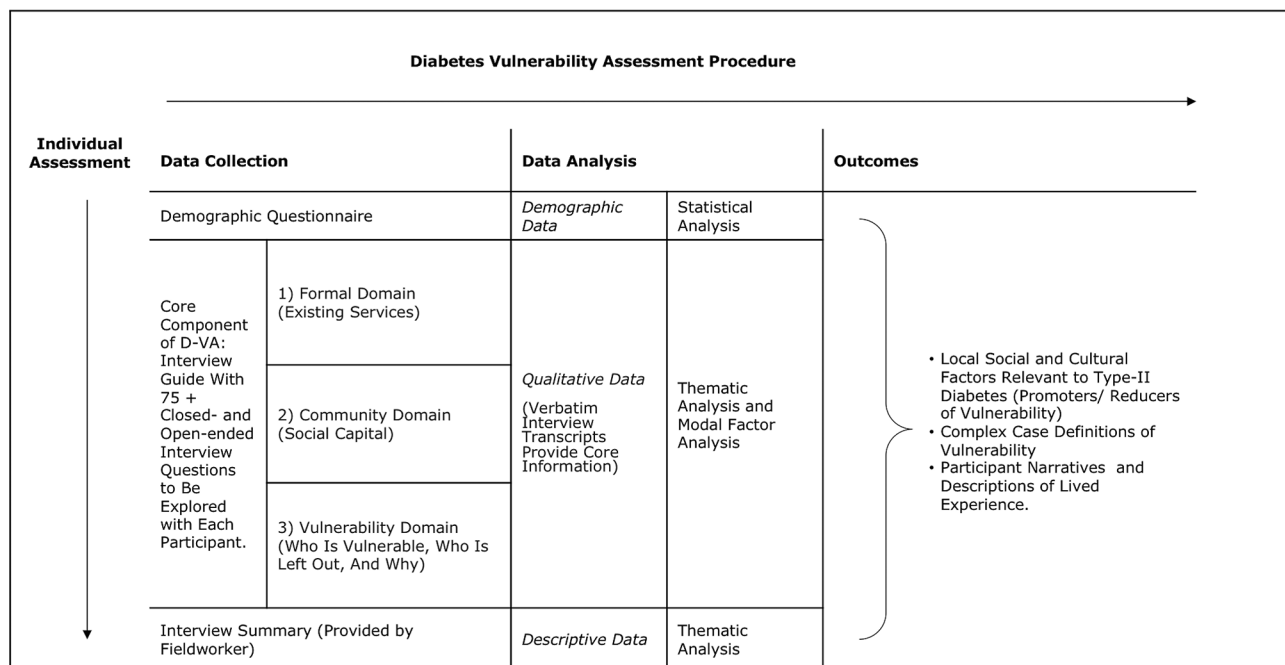 Diabetes Vulnerability Assessment Procedure
Individual
Assessment
Data Collection
Data Analysis
Outcomes
Demographic Questionnaire
Demographic
Data
Statistical
Analysis
Core
Component
of D-VA:
Interview
Guide With
75 +
Closed- and
Open-ended
Interview
Questions
to Be
Explored
with Each
Participant.
1) Formal Domain
(Existing Services)
2) Community Domain
(Social Capital)
3) Vulnerability Domain
(Who Is Vulnerable, Who Is
Left Out, And Why)
Qualitative Data
(Verbatim
Interview
Transcripts
Provide Core
Information)
Thematic
Analysis and
Modal Factor
Analysis
• Local Social and Cultural
Factors Relevant to Type-II
Diabetes (Promoters/ Reducers
of Vulnerability)
• Complex Case Definitions of
Vulnerability
• Participant Narratives and
Descriptions of Lived
Experience.
Interview Summary (Provided by
Fieldworker)
Descriptive Data
Thematic
Analysis